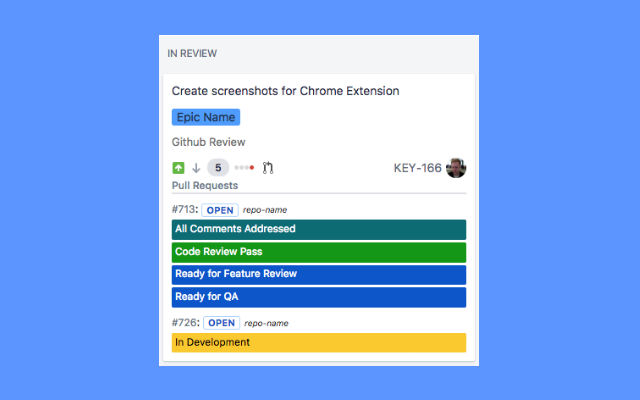 IN REVIEW
Create screenshots for Chrome Extension
Epic Name
Github Review
5 KEY-166
Pull Requests
#713: OPEN repo-name
All Comments Addressed
Code Review Pass
Ready for Feature Review
Ready for QA
#726: OPEN repo-name
In Development